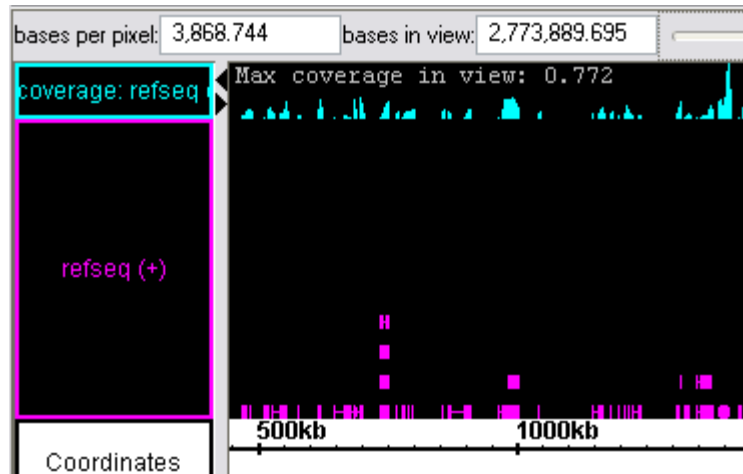 bases per pixel: 3,868.744 bases in view: 2,773,889.695
coverage: refseq
Max coverage in view: 0.772
refseq (+)
500kb 1000kb
Coordinates